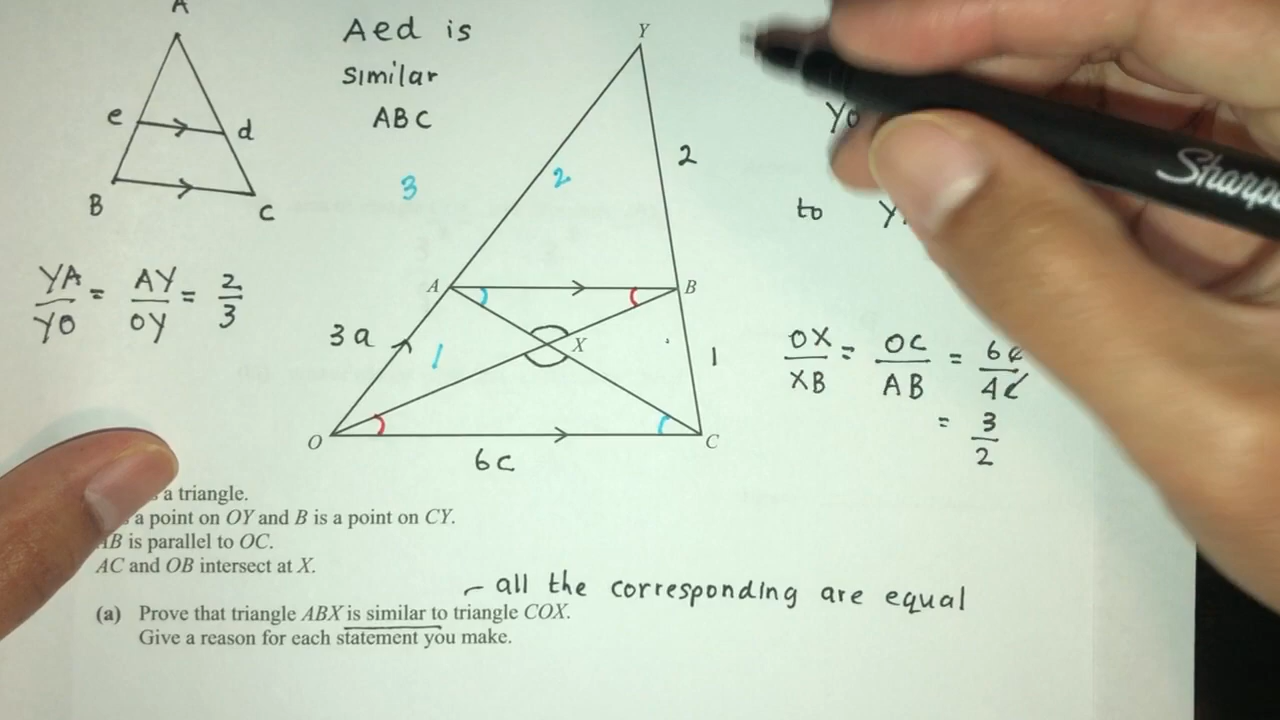 A
e
d
B
C
Aed is
similar
ABC
3
2
2
Y
Yo
to
YA/YO = AY/OY = 2/3
A
B
3a
1
X
1
O
C
6c
OX/XB = OC/AB = 6c/4c
= 3/2
Sharp
a triangle.
a point on OY and B is a point on CY.
AB is parallel to OC.
AC and OB intersect at X.
- all the corresponding are equal
(a) Prove that triangle ABX is similar to triangle COX.
Give a reason for each statement you make.